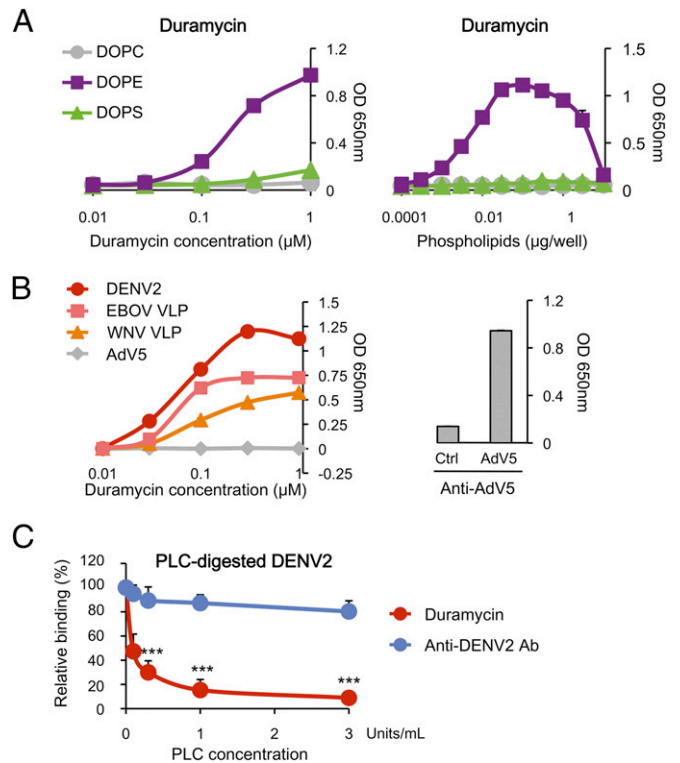 A
Duramycin
DOPC
DOPE
DOPS
1.2
0.8
0.4
0
OD 650nm
0.01
0.1
1
Duramycin concentration (µM)
Duramycin
1.5
1
0.5
0
OD 650nm
0.0001
0.01
1
Phospholipids (µg/well)
B
DENV2
EBOV VLP
WNV VLP
AdV5
1.5
1.25
1
0.75
0.5
0.25
0
-0.25
OD 650nm
0.01
0.1
1
Duramycin concentration (µM)
1.2
0.8
0.4
0
OD 650nm
Ctrl
AdV5
Anti-AdV5
C
PLC-digested DENV2
120
100
80
60
40
20
0
Relative binding (%)
***
***
***
0
1
2
3
Units/mL
PLC concentration
Duramycin
Anti-DENV2 Ab